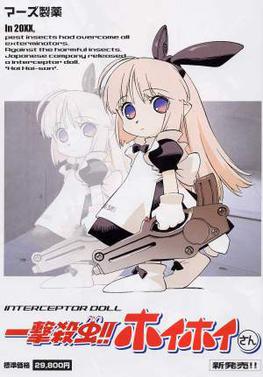 マーズ製薬
In 20XX,
pest insects had overcome all
exterminators.
Against the harmful insects,
Japanese company released
a interceptor doll,
"Hoi Hoi-san".
INTERCEPTOR DOLL
一撃殺虫!! ホイホイさん
標準価格 29,800円
新発売!!